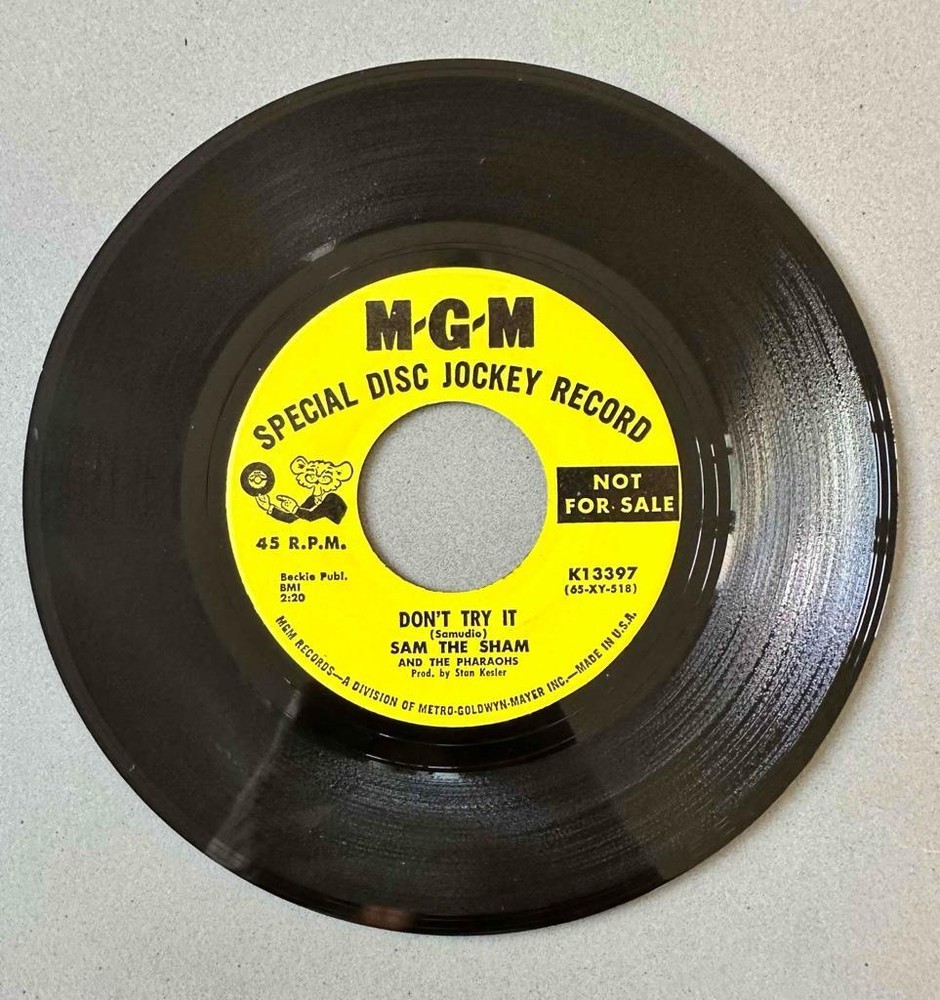 M-G-M
SPECIAL DISC JOCKEY RECORD
NOT
FOR SALE
45 R.P.M.
Beckie Publ.
BMI
2:20
K13397
(65-XY-518)
DON'T TRY IT
(Samudio)
SAM THE SHAM
AND THE PHARAOHS
Prod. by Stan Kesler
MGM RECORDS—A DIVISION OF METRO-GOLDWYN-MAYER INC.—MADE IN U.S.A.